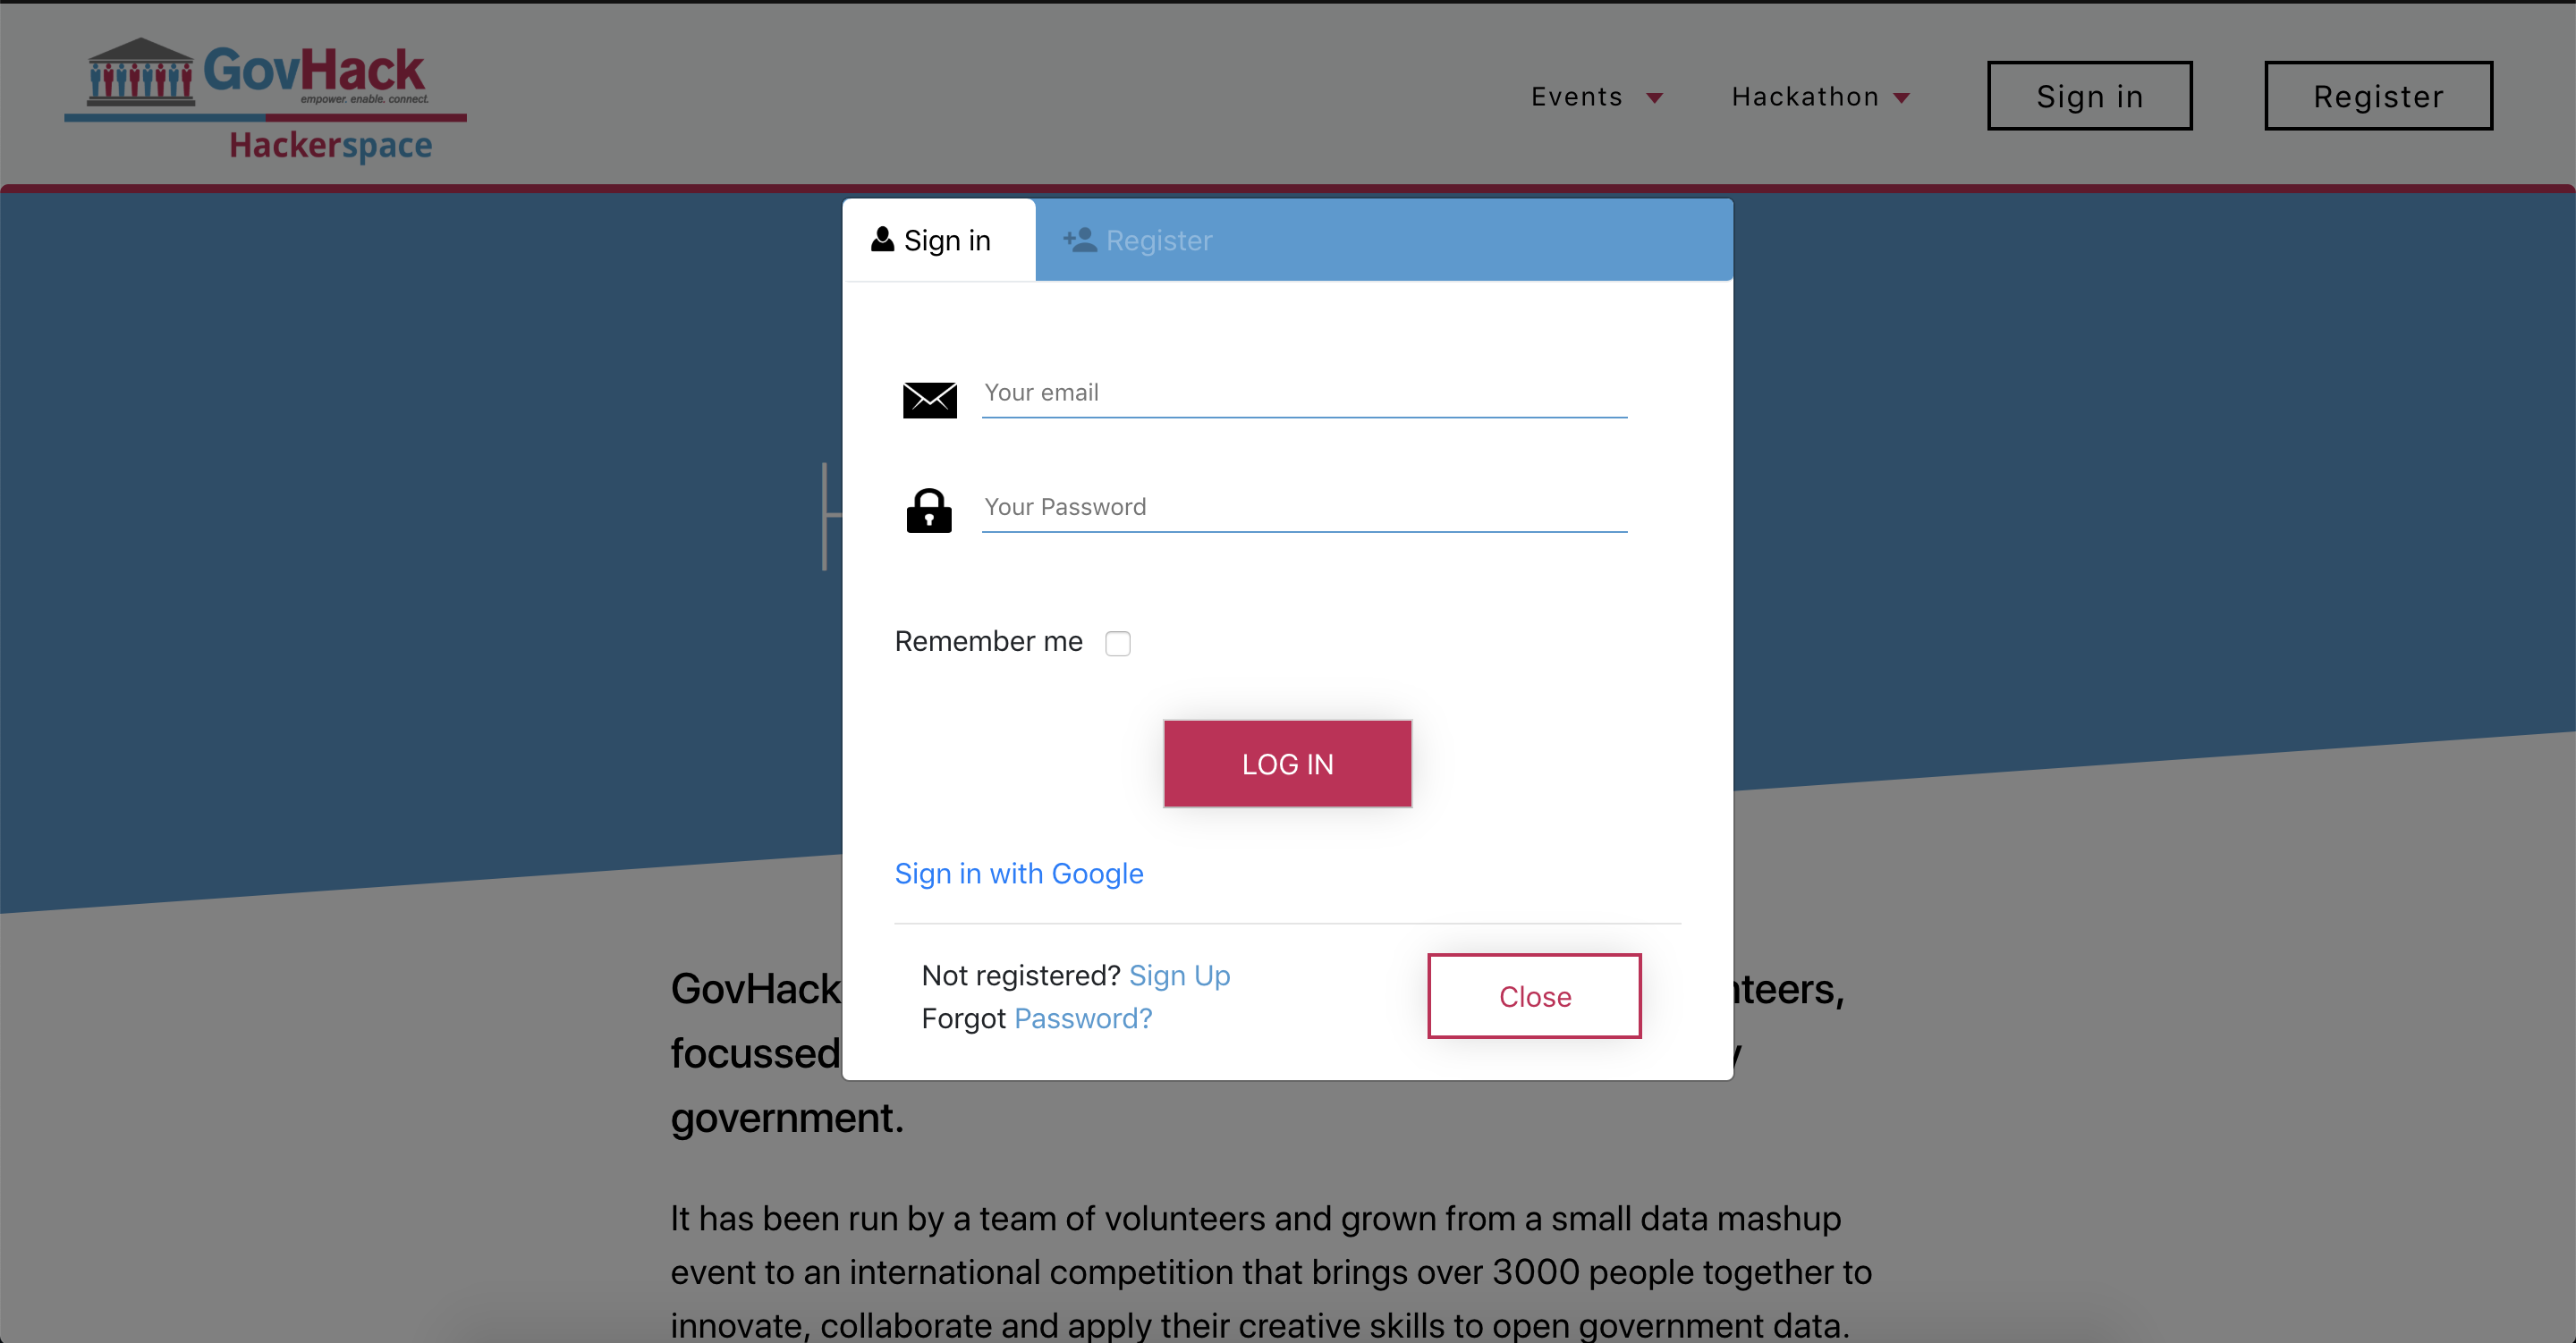 GovHack
empower. enable. connect.
Hackerspace
Events
Hackathon
Sign in
Register
Sign in
Register
Your email
Your Password
Remember me
LOG IN
Sign in with Google
Not registered? Sign Up
Forgot Password?
Close
GovHack
focussed
government.
It has been run by a team of volunteers and grown from a small data mashup
event to an international competition that brings over 3000 people together to
innovate, collaborate and apply their creative skills to open government data.